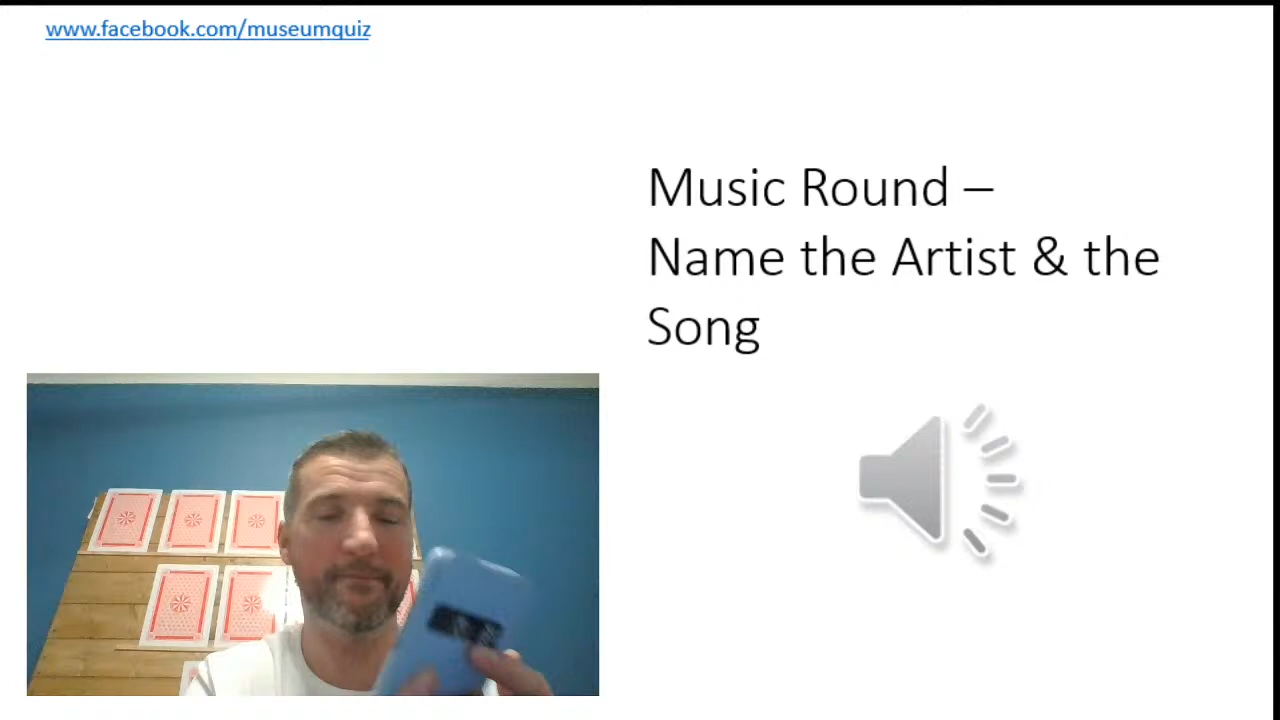 www.facebook.com/museumquiz
Music Round –
Name the Artist & the
Song